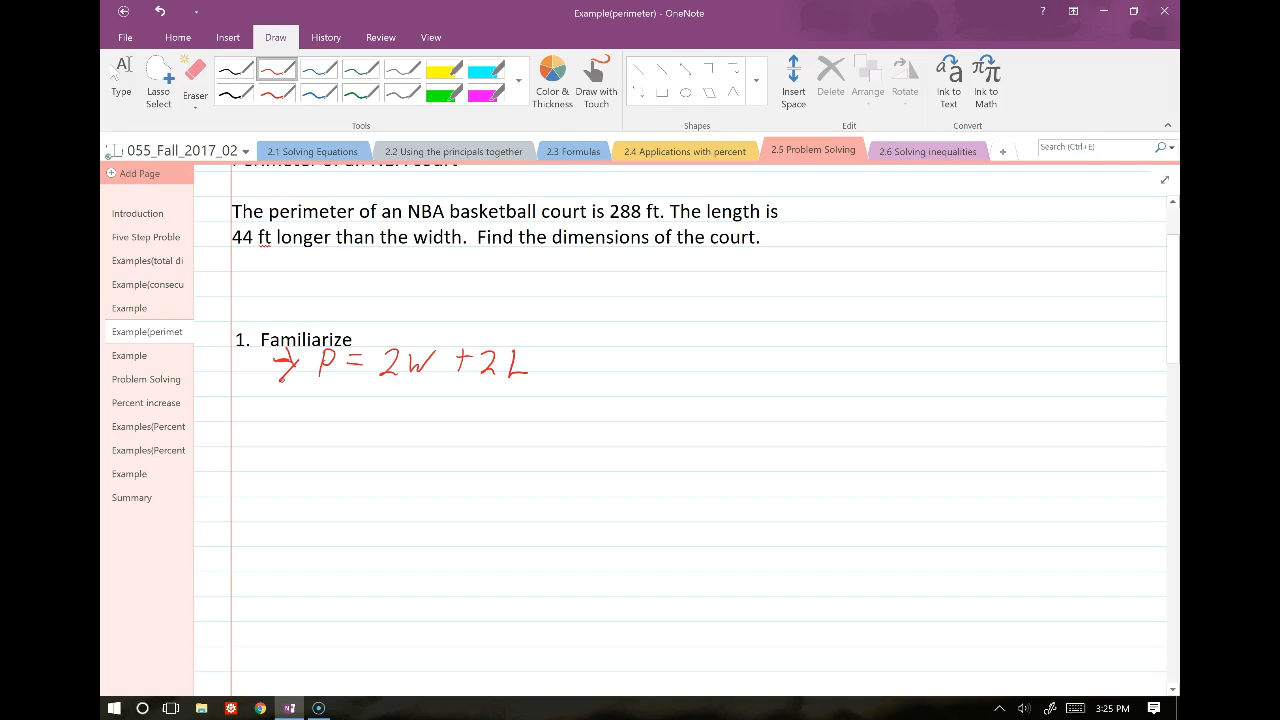 Example(perimeter) - OneNote
?
File Home Insert Draw History Review View
Type
Lasso Select
Eraser
Color & Thickness
Draw with Touch
Insert Space
Delete
Arrange
Rotate
Ink to Text
Ink to Math
Tools
Shapes
Edit
Convert
055_Fall_2017_02
2.1 Solving Equations
2.2 Using the principals together
2.3 Formulas
2.4 Applications with percent
2.5 Problem Solving
2.6 Solving inequalities
+
Search (Ctrl+E)
Add Page
Introduction
Five Step Proble
Examples(total di
Example(consecu
Example
Example(perimet
Example
Problem Solving
Percent increase
Examples(Percent
Examples(Percent
Example
Summary
Perimeter of an NBA court
The perimeter of an NBA basketball court is 288 ft. The length is
44 ft longer than the width. Find the dimensions of the court.
1. Familiarize
→ P = 2W + 2L
3:25 PM